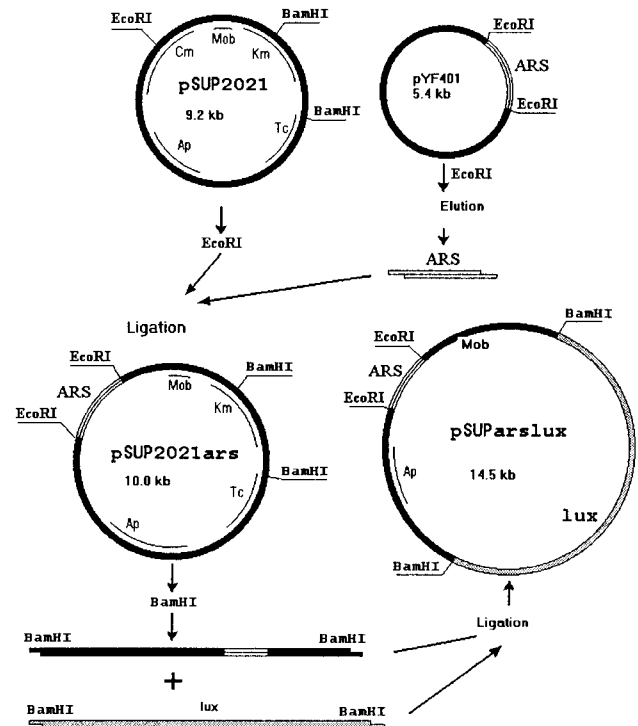 EcoRI
BamHI
Mob
Cm
Km
pSUP2021
9.2 kb
BamHI
Tc
Ap
EcoRI
ARS
pYF401
5.4 kb
EcoRI
EcoRI
Elution
EcoRI
ARS
Ligation
EcoRI
BamHI
ARS
Mob
Km
EcoRI
pSUP2021ars
BamHI
10.0 kb
Tc
Ap
BamHI
BamHI
EcoRI
Mob
ARS
EcoRI
pSUParslux
Ap
14.5 kb
lux
BamHI
Ligation
BamHI
BamHI
+
BamHI
lux
BamHI